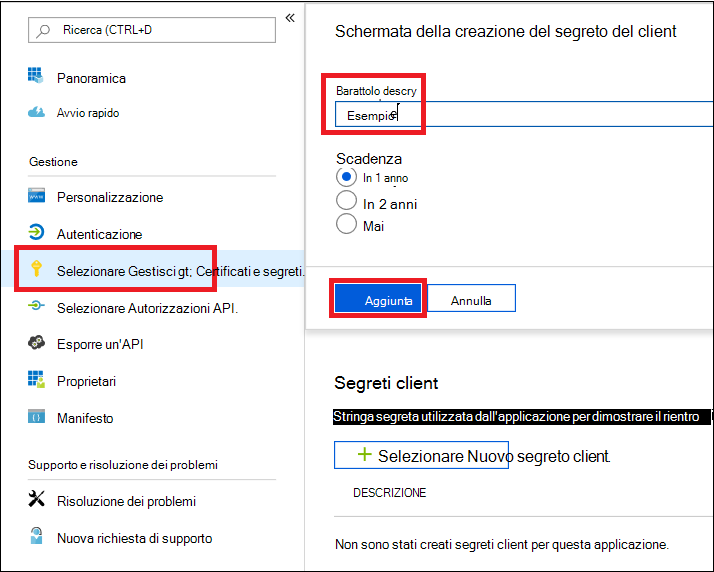 Ricerca (CTRL+D
Panoramica
Avvio rapido
Gestione
Personalizzazione
Autenticazione
Selezionare Gestisci gt; Certificati e segreti.
Selezionare Autorizzazioni API.
Esporre un'API
Proprietari
Manifesto
Supporto e risoluzione dei problemi
Risoluzione dei problemi
Nuova richiesta di supporto
Schermata della creazione del segreto del client
Barattolo descry
Esempio
Scadenza
In 1 anno
In 2 anni
Mai
Aggiunta
Annulla
Segreti client
Stringa segreta utilizzata dall'applicazione per dimostrare il rientro
Selezionare Nuovo segreto client.
DESCRIZIONE
Non sono stati creati segreti client per questa applicazione.